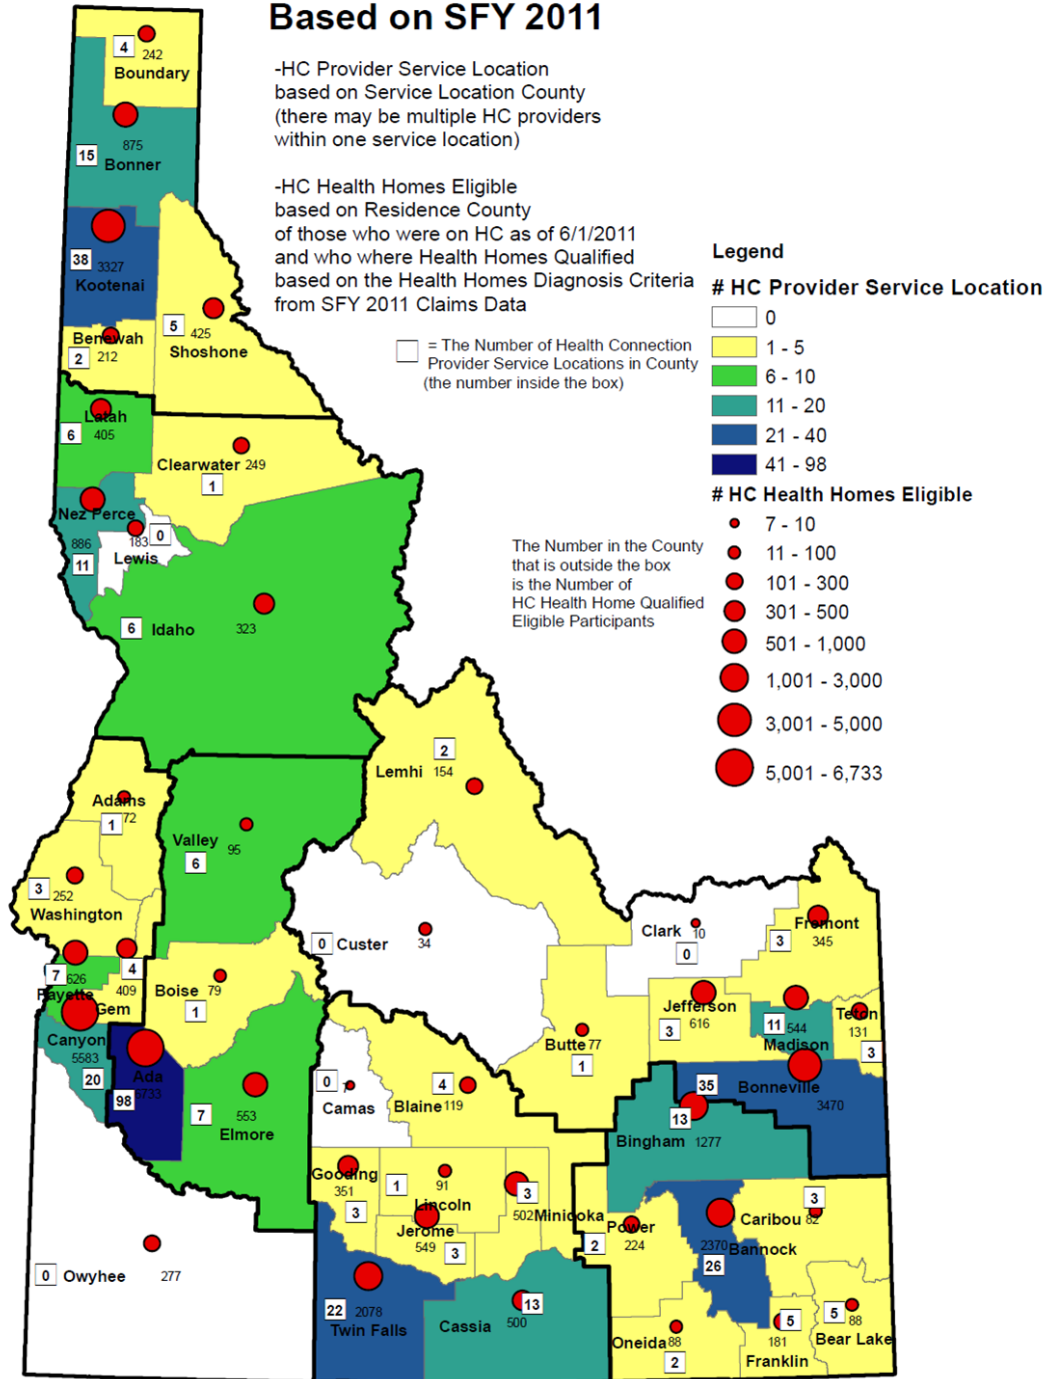 Based on SFY 2011
-HC Provider Service Location
based on Service Location County
(there may be multiple HC providers
within one service location)
-HC Health Homes Eligible
based on Residence County
of those who were on HC as of 6/1/2011
and who where Health Homes Qualified
based on the Health Homes Diagnosis Criteria
from SFY 2011 Claims Data
= The Number of Health Connection
Provider Service Locations in County
(the number inside the box)
Legend
# HC Provider Service Location
0
1 - 5
6 - 10
11 - 20
21 - 40
41 - 98
# HC Health Homes Eligible
7 - 10
11 - 100
101 - 300
301 - 500
501 - 1,000
1,001 - 3,000
3,001 - 5,000
5,001 - 6,733
The Number in the County
that is outside the box
is the Number of
HC Health Home Qualified
Eligible Participants
4
242
Boundary
875
15
Bonner
38
3327
Kootenai
5
425
Shoshone
Benewah
2
212
Latah
6
405
Clearwater 249
1
Nez Perce
886
11
183
0
Lewis
6
Idaho
323
2
Lemhi
154
Adams
72
1
Valley
95
6
3
252
Washington
0
Custer
34
Clark
10
0
Fremont
3
345
7
626
Payette
4
409
Gem
Boise 79
1
Jefferson
616
3
11
544
Madison
Teton
131
3
Canyon
5583
20
Ada
6733
98
7
553
Elmore
Butte 77
1
0
7
Camas
4
Blaine 119
35
Bonneville
3470
13
Bingham
1277
Gooding
351
3
1
91
Lincoln
3
502
Minidoka
Jerome
549
3
Power
2
224
3
Caribou
82
2370
Bannock
26
0
Owyhee
277
22
2078
Twin Falls
13
Cassia
500
Oneida 88
2
5
181
Franklin
5
88
Bear Lake